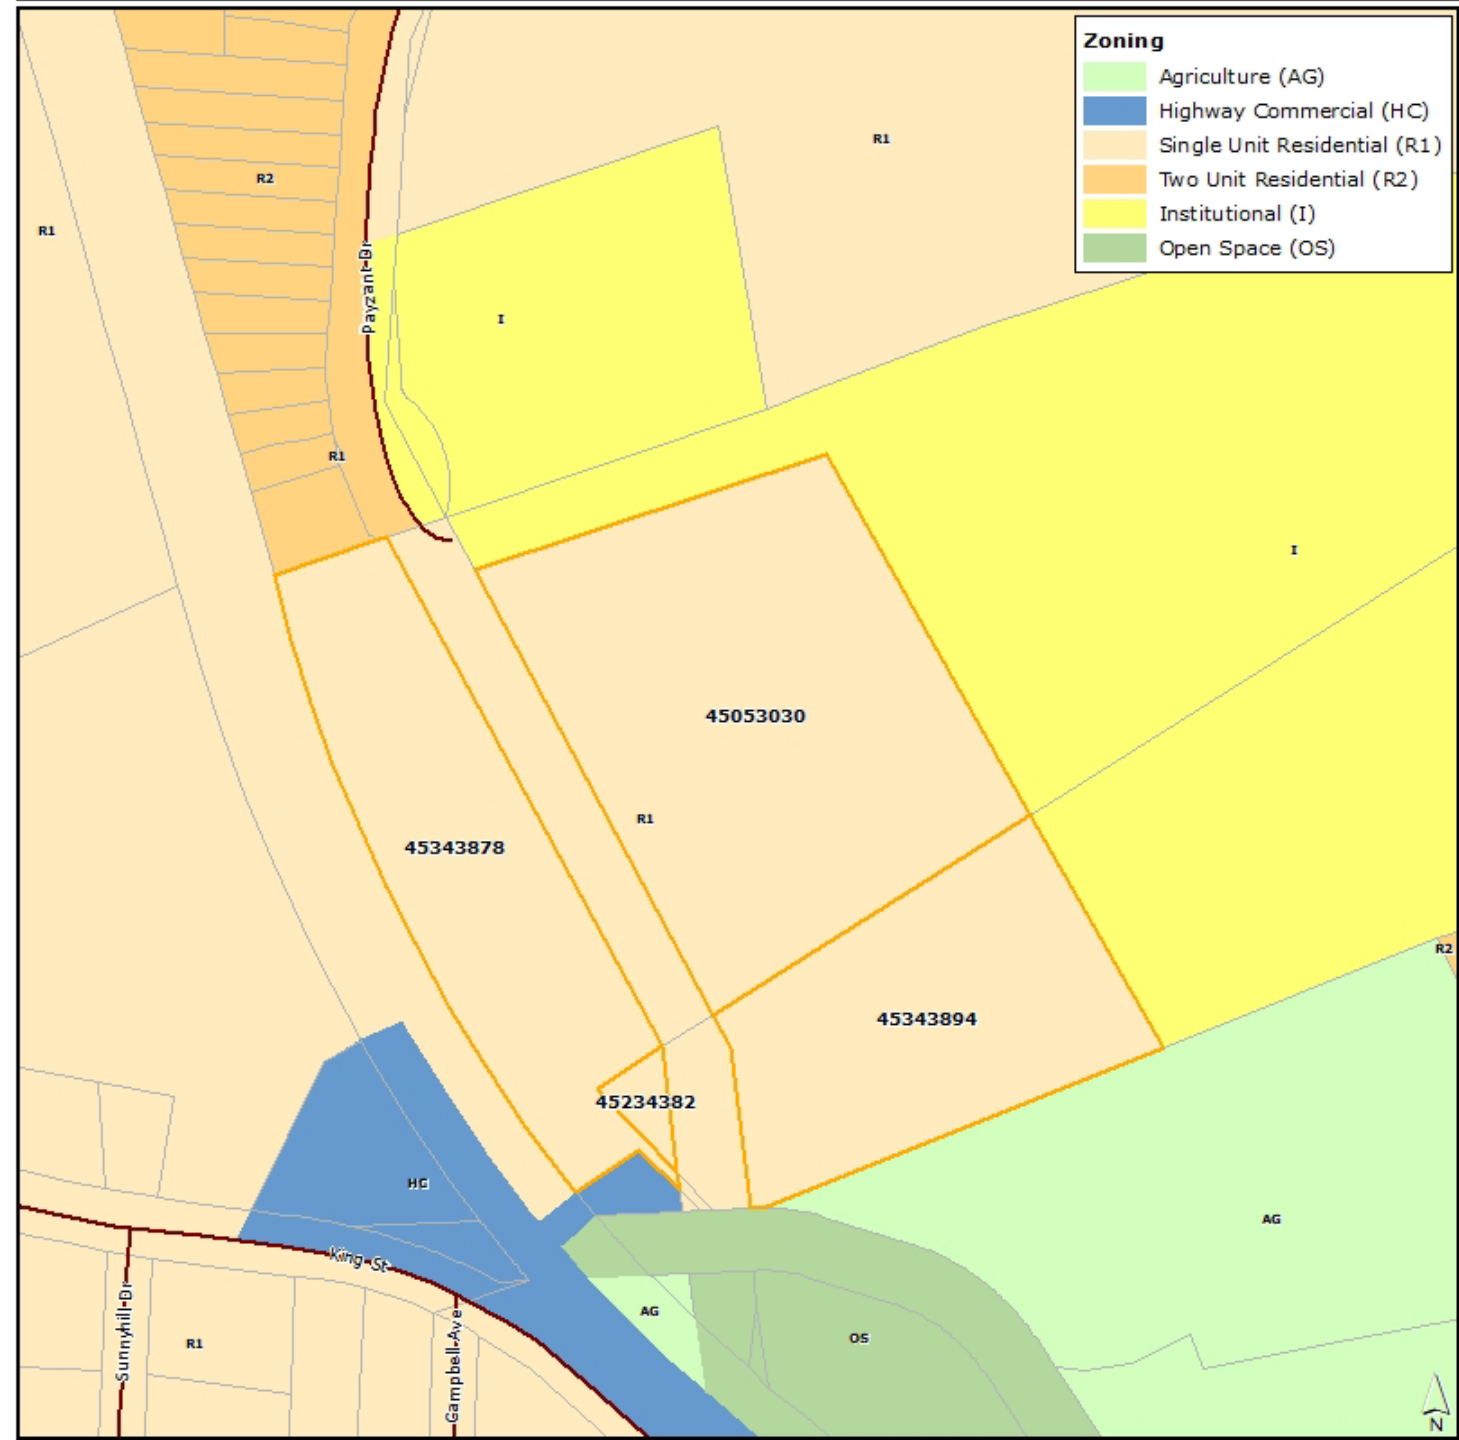 Zoning
Agriculture (AG)
Highway Commercial (HC)
Single Unit Residential (R1)
Two Unit Residential (R2)
Institutional (I)
Open Space (OS)
R1
R2
R1
Payzant Dr
I
R1
I
45053030
R1
45343878
R2
45343894
45234382
HC
AG
King St
AG
OS
Sunnyhill Dr
R1
Campbell Ave
N